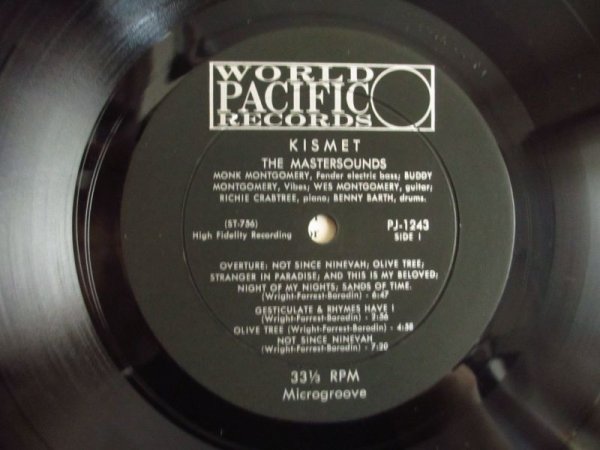 WORLD
PACIFIC
RECORDS
KISMET
THE MASTERSOUNDS
MONK MONTGOMERY, Fender electric bass; BUDDY
MONTGOMERY, Vibes; WES MONTGOMERY, guitar;
RICHIE CRABTREE, piano; BENNY BARTH, drums.
(ST-756) PJ-1243
High Fidelity Recording SIDE 1
OVERTURE: NOT SINCE NINEVAH; OLIVE TREE;
STRANGER IN PARADISE; AND THIS IS MY BELOVED;
NIGHT OF MY NIGHTS; SANDS OF TIME.
(Wright-Forrest-Borodin) - 6:47
GESTICULATE & RHYMES HAVE I
(Wright-Forrest-Borodin) - 2:56
OLIVE TREE (Wright-Forrest-Borodin) - 4:58
NOT SINCE NINEVAH
(Wright-Forrest-Borodin) - 7:20
33⅓ RPM
Microgroove